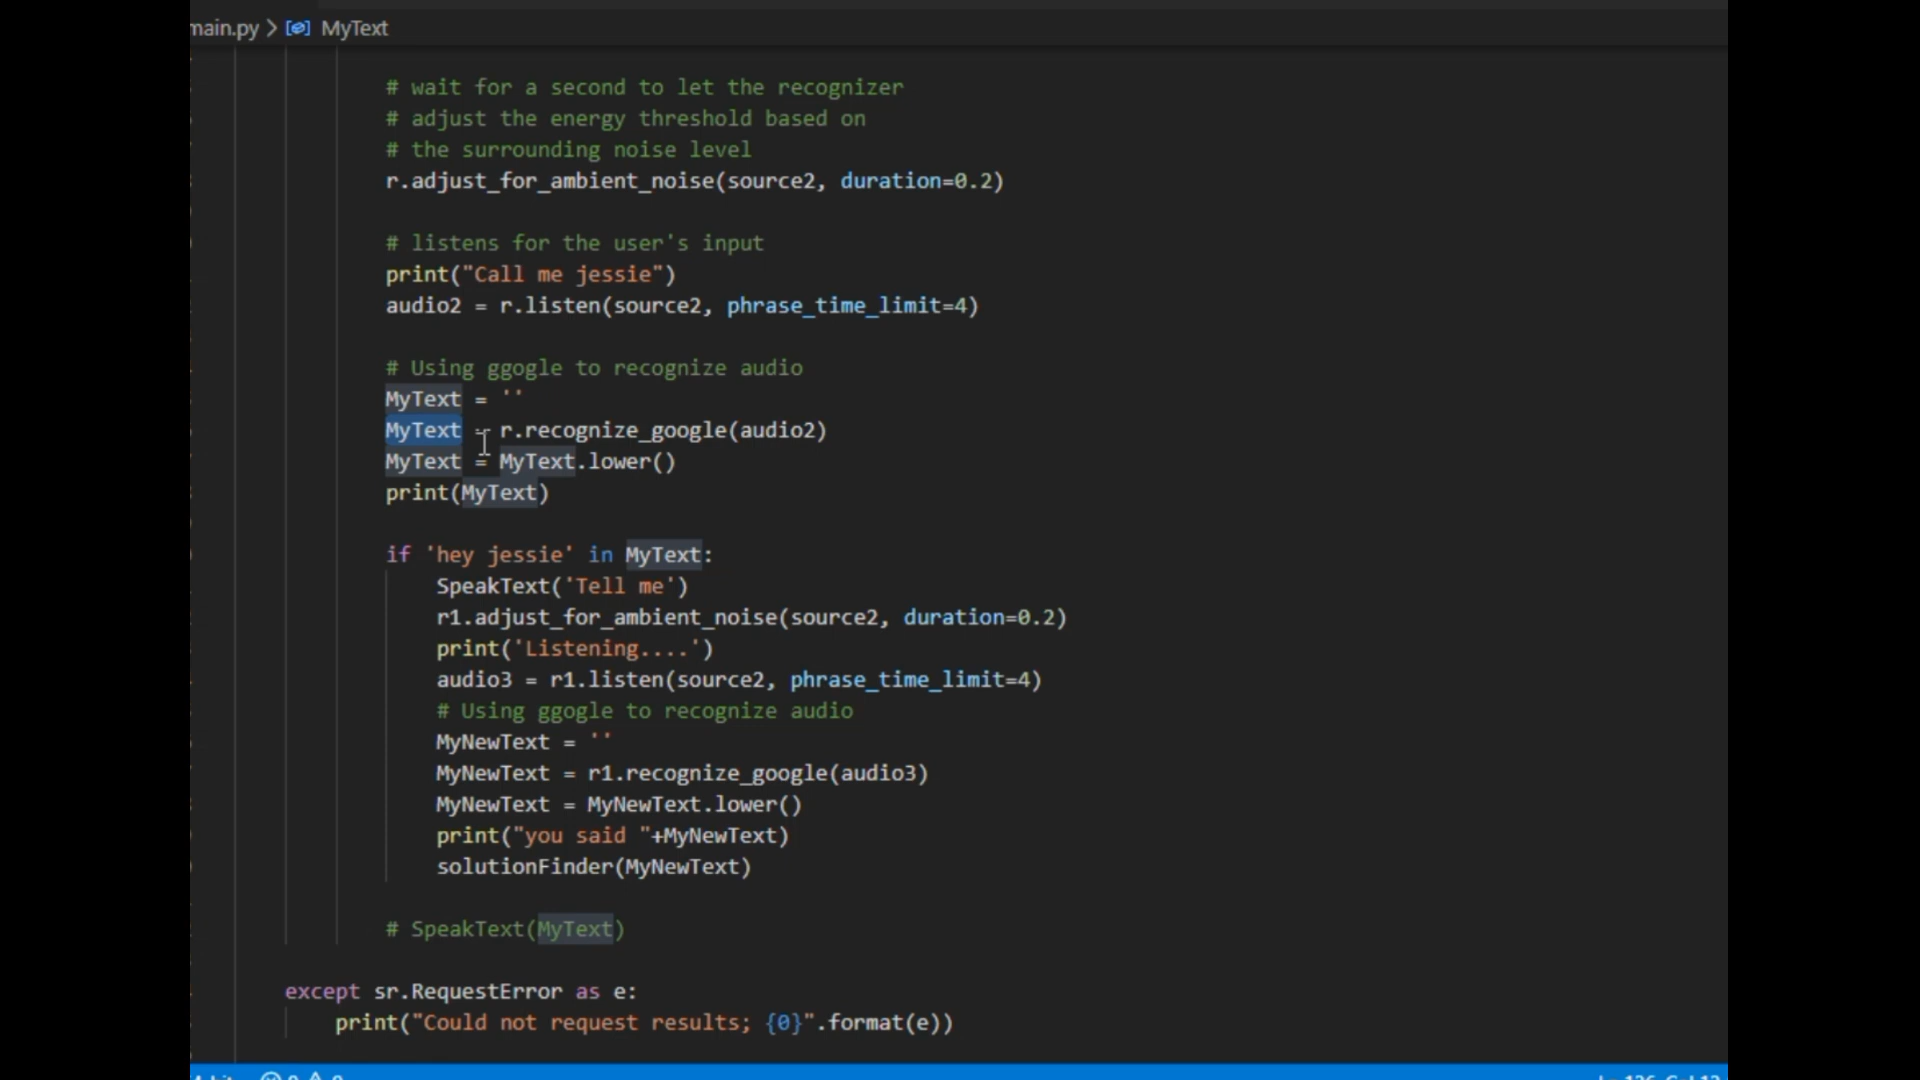 main.py > MyText
# wait for a second to let the recognizer
# adjust the energy threshold based on
# the surrounding noise level
r.adjust_for_ambient_noise(source2, duration=0.2)
# listens for the user's input
print("Call me jessie")
audio2 = r.listen(source2, phrase_time_limit=4)
# Using ggogle to recognize audio
MyText = ''
MyText = r.recognize_google(audio2)
MyText = MyText.lower()
print(MyText)
if 'hey jessie' in MyText:
SpeakText('Tell me')
r1.adjust_for_ambient_noise(source2, duration=0.2)
print('Listening....')
audio3 = r1.listen(source2, phrase_time_limit=4)
# Using ggogle to recognize audio
MyNewText = ''
MyNewText = r1.recognize_google(audio3)
MyNewText = MyNewText.lower()
print("you said "+MyNewText)
solutionFinder(MyNewText)
# SpeakText(MyText)
except sr.RequestError as e:
print("Could not request results; {0}".format(e))